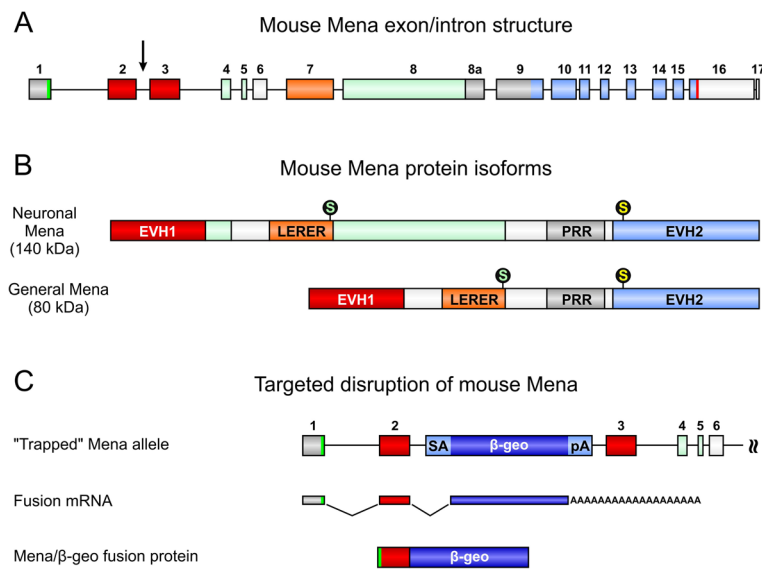 A
Mouse Mena exon/intron structure
1 2 3 4 5 6 7 8 8a 9 10 11 12 13 14 15 16 17
B
Mouse Mena protein isoforms
Neuronal
Mena
(140 kDa)
S S
EVH1 LERER PRR EVH2
General Mena
(80 kDa)
S S
EVH1 LERER PRR EVH2
C
Targeted disruption of mouse Mena
1 2 3 4 5 6
"Trapped" Mena allele
SA β-geo pA
Fusion mRNA
AAAAAAAAAAAAAAAAAAA
Mena/β-geo fusion protein
β-geo